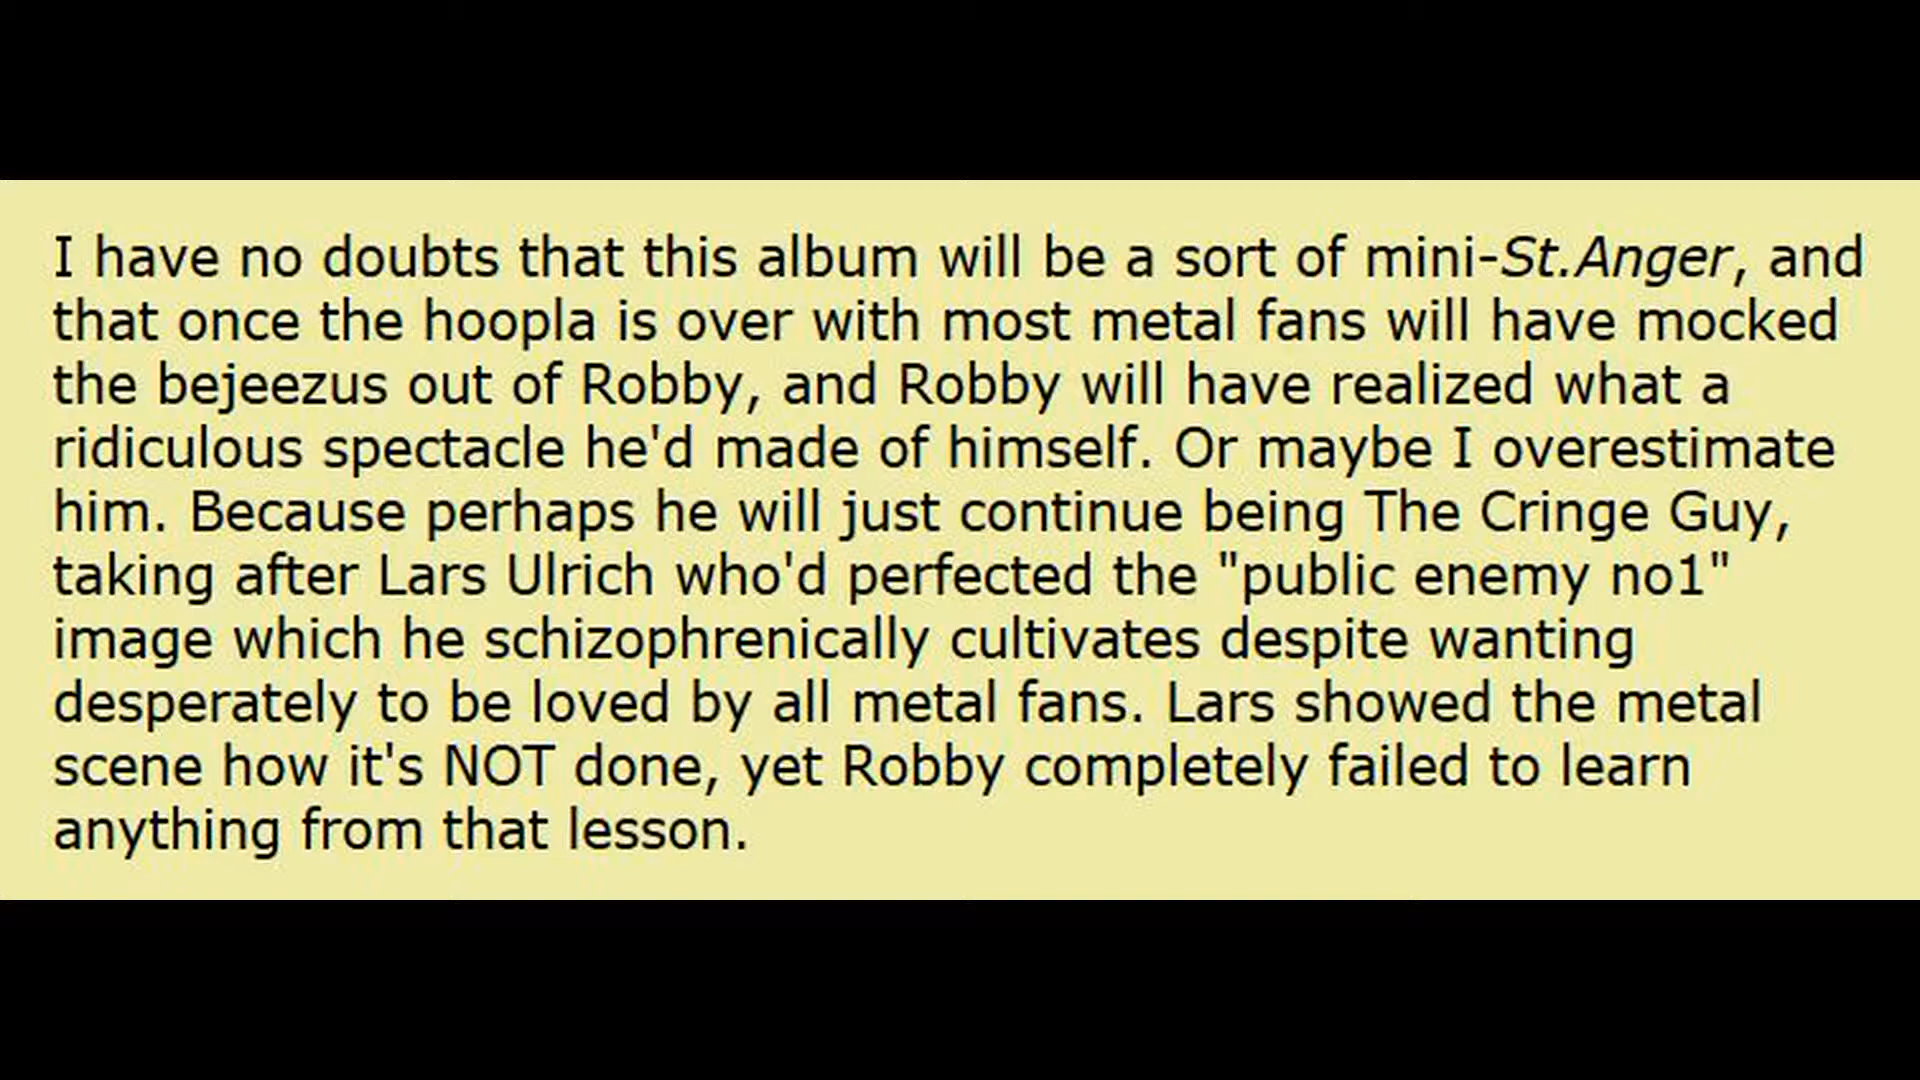 I have no doubts that this album will be a sort of mini-St.Anger, and
that once the hoopla is over with most metal fans will have mocked
the bejeezus out of Robby, and Robby will have realized what a
ridiculous spectacle he'd made of himself. Or maybe I overestimate
him. Because perhaps he will just continue being The Cringe Guy,
taking after Lars Ulrich who'd perfected the "public enemy no1"
image which he schizophrenically cultivates despite wanting
desperately to be loved by all metal fans. Lars showed the metal
scene how it's NOT done, yet Robby completely failed to learn
anything from that lesson.